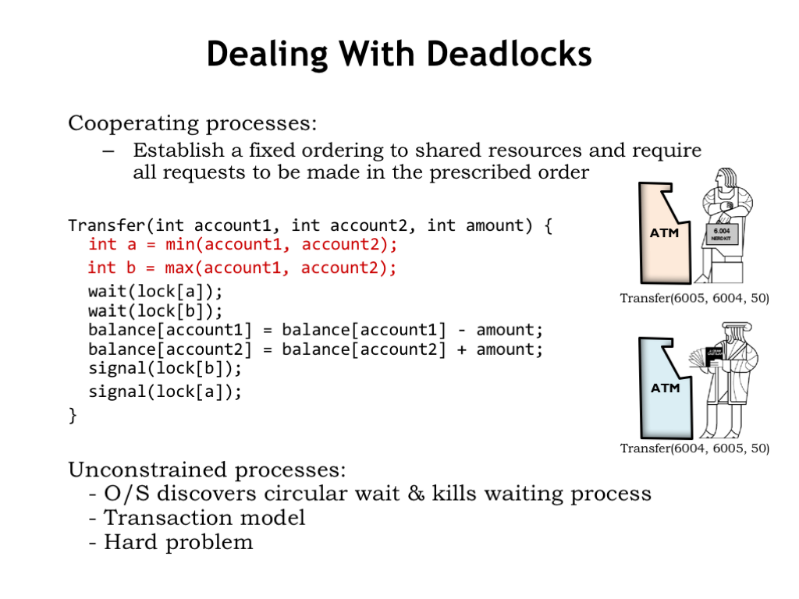 Dealing With Deadlocks
Cooperating processes:
– Establish a fixed ordering to shared resources and require
all requests to be made in the prescribed order
Transfer(int account1, int account2, int amount) {
int a = min(account1, account2);
int b = max(account1, account2);
wait(lock[a]);
wait(lock[b]);
balance[account1] = balance[account1] - amount;
balance[account2] = balance[account2] + amount;
signal(lock[b]);
signal(lock[a]);
}
ATM
6.004
Transfer(6005, 6004, 50)
ATM
Transfer(6004, 6005, 50)
Unconstrained processes:
- O/S discovers circular wait & kills waiting process
- Transaction model
- Hard problem